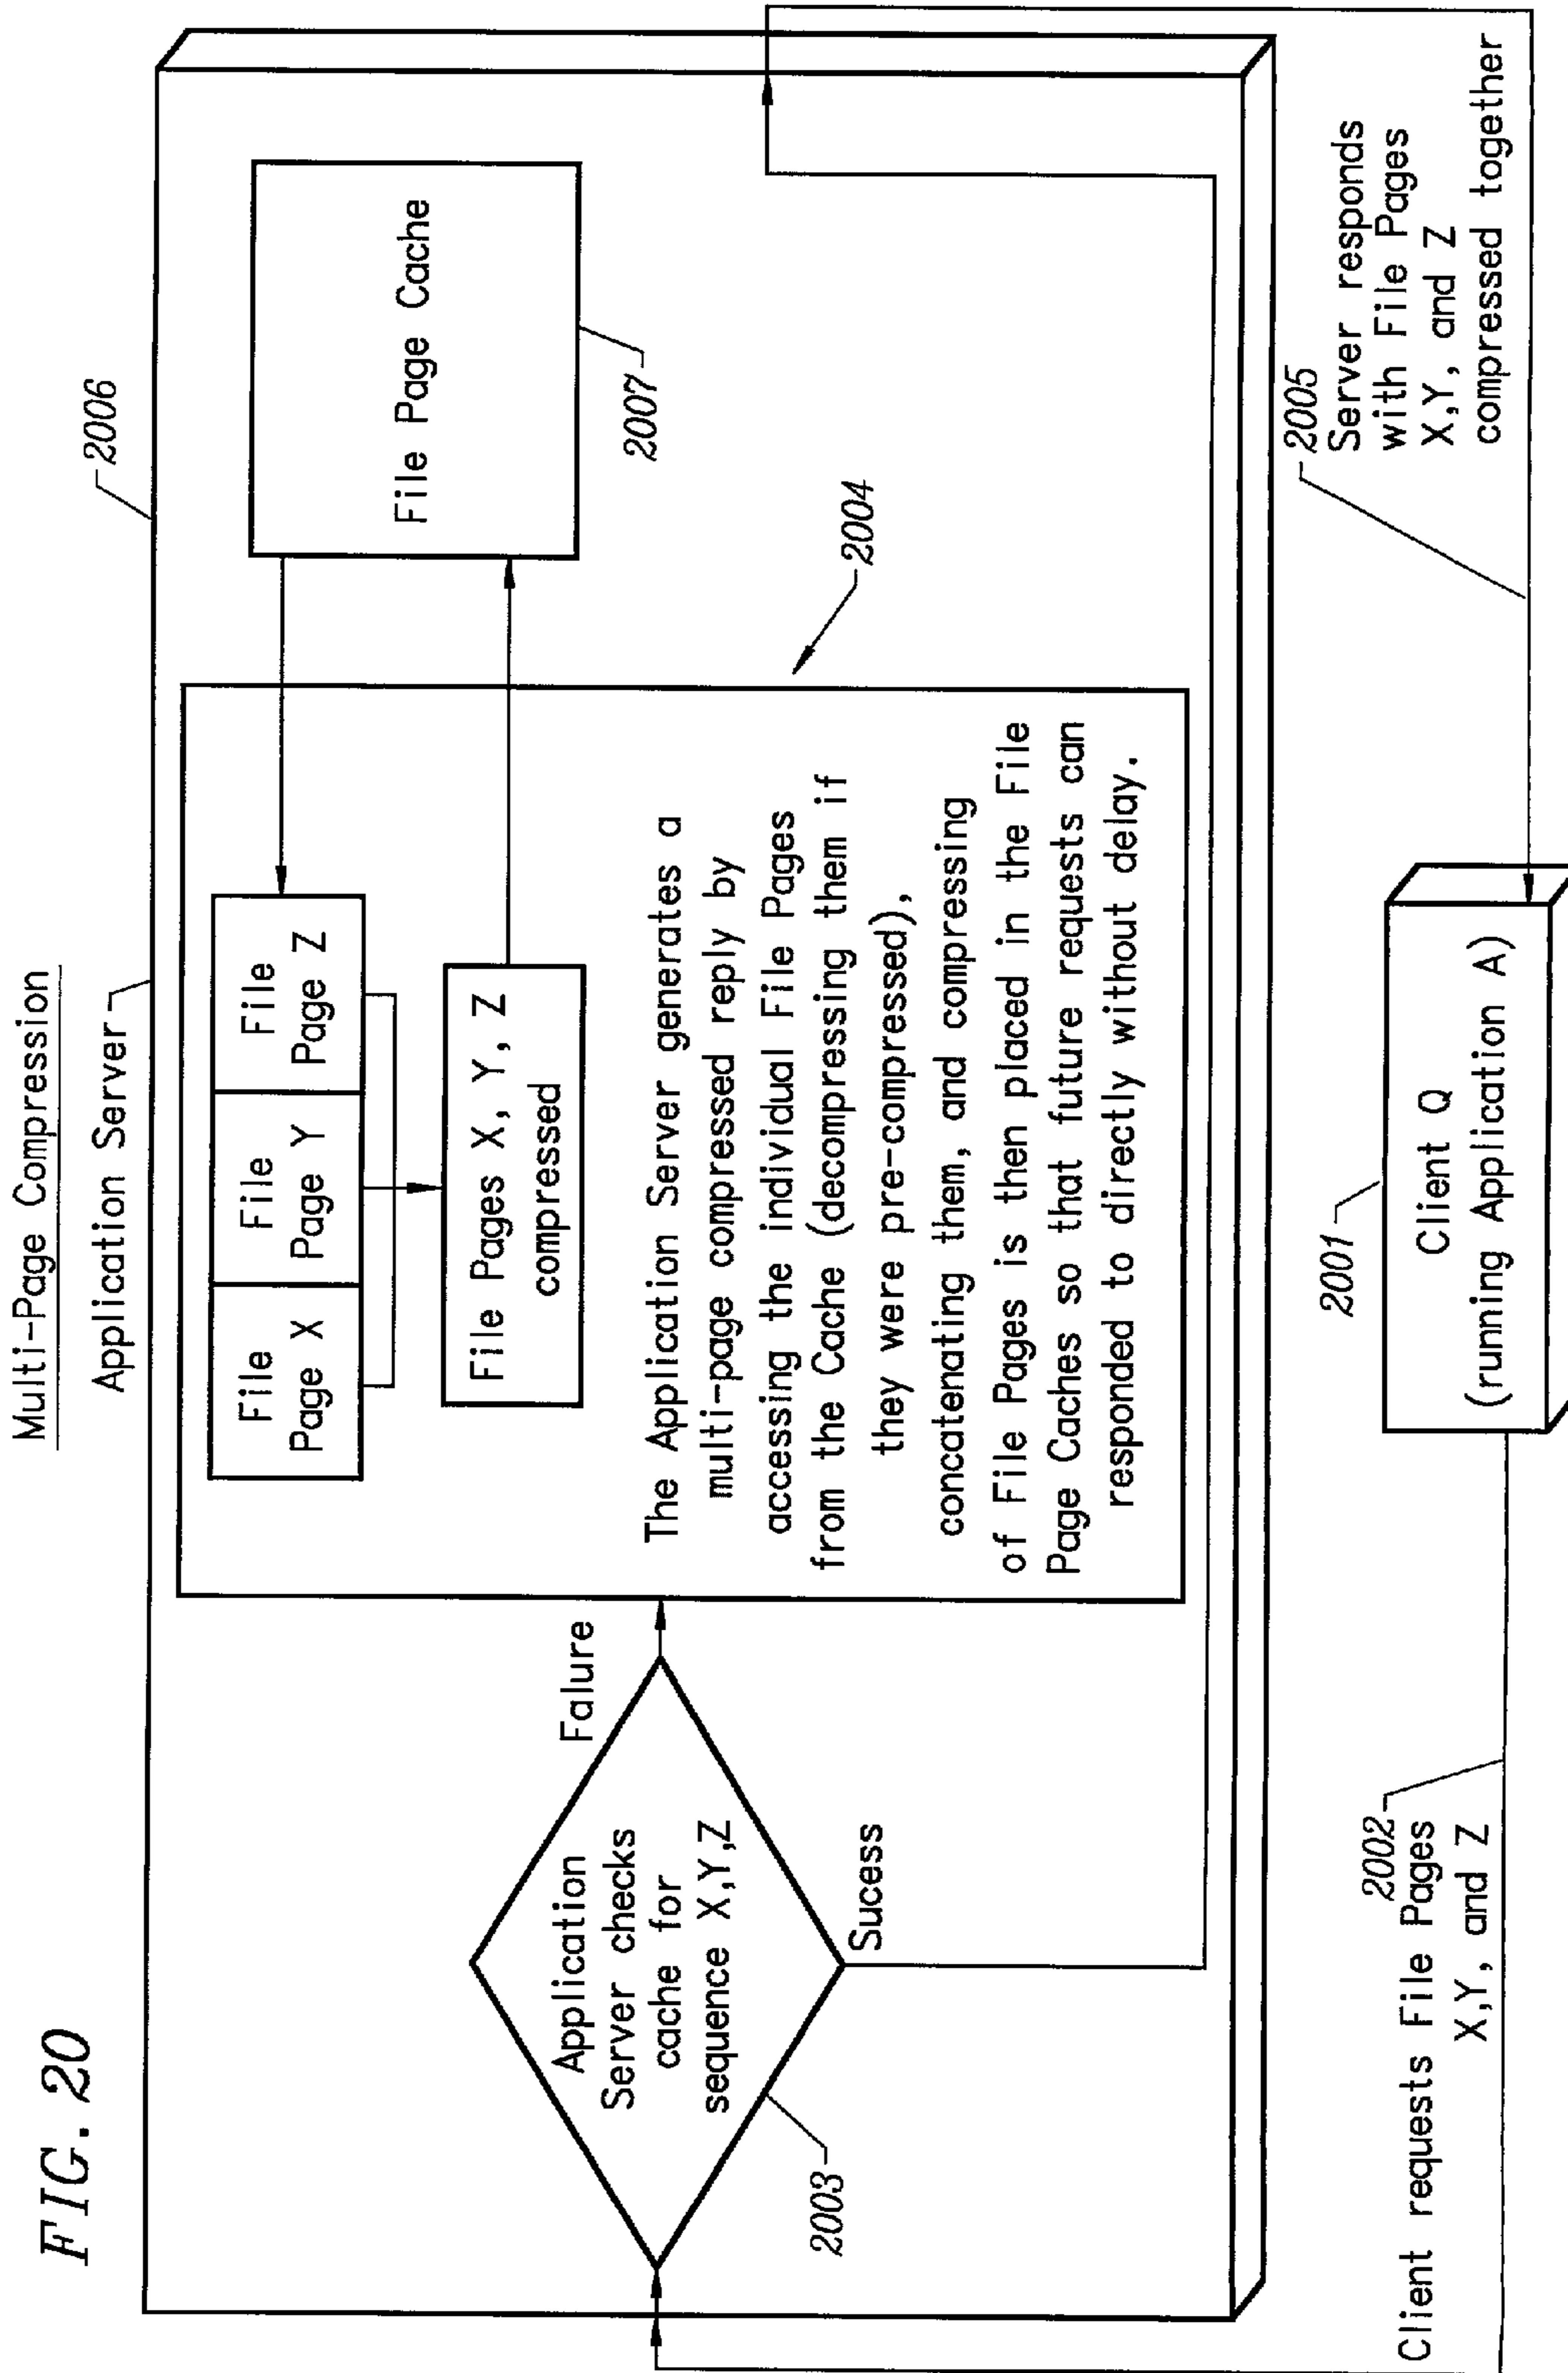 FIG. 20
Multi-Page Compression
Application Server
2006
File
Page X
File
Page Y
File
Page Z
File Pages X, Y, Z
compressed
File Page Cache
2007
Application
Server checks
cache for
sequence X,Y,Z
Falure
Sucess
2003
The Application Server generates a
multi-page compressed reply by
accessing the individual File Pages
from the Cache (decompressing them if
they were pre-compressed),
concatenating them, and compressing
of File Pages is then placed in the File
Page Caches so that future requests can
responded to directly without delay.
2004
2002
Client requests File Pages
X,Y, and Z
2001
Client Q
(running Application A)
2005
Server responds
with File Pages
X,Y, and Z
compressed together